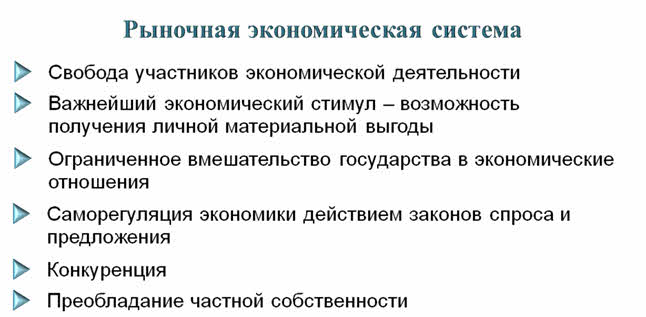 Рыночная экономическая система
Свобода участников экономической деятельности
Важнейший экономический стимул – возможность
получения личной материальной выгоды
Ограниченное вмешательство государства в экономические
отношения
Саморегуляция экономики действием законов спроса и
предложения
Конкуренция
Преобладание частной собственности